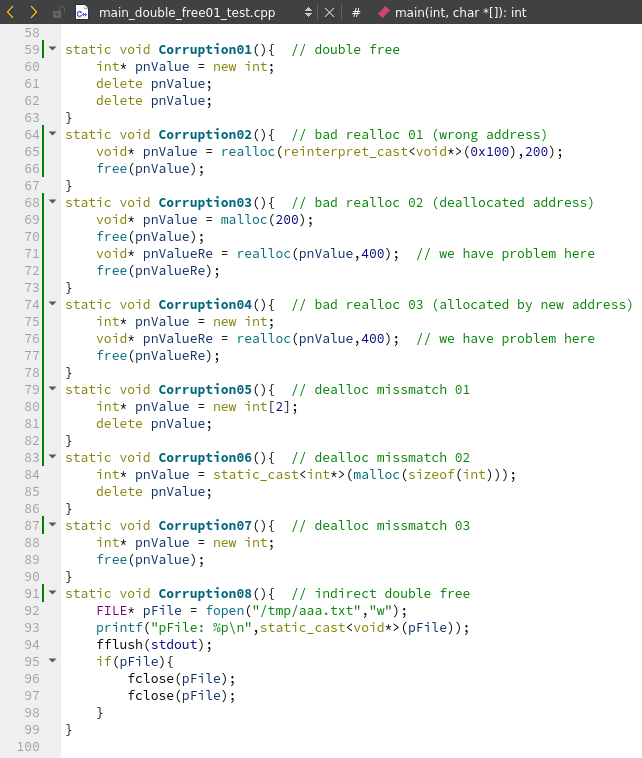 main_double_free01_test.cpp # main(int, char *[]): int
58
59 static void Corruption01(){  // double free
60     int* pnValue = new int;
61     delete pnValue;
62     delete pnValue;
63 }
64 static void Corruption02(){  // bad realloc 01 (wrong address)
65     void* pnValue = realloc(reinterpret_cast<void*>(0x100),200);
66     free(pnValue);
67 }
68 static void Corruption03(){  // bad realloc 02 (deallocated address)
69     void* pnValue = malloc(200);
70     free(pnValue);
71     void* pnValueRe = realloc(pnValue,400);  // we have problem here
72     free(pnValueRe);
73 }
74 static void Corruption04(){  // bad realloc 03 (allocated by new address)
75     int* pnValue = new int;
76     void* pnValueRe = realloc(pnValue,400);  // we have problem here
77     free(pnValueRe);
78 }
79 static void Corruption05(){  // dealloc missmatch 01
80     int* pnValue = new int[2];
81     delete pnValue;
82 }
83 static void Corruption06(){  // dealloc missmatch 02
84     int* pnValue = static_cast<int*>(malloc(sizeof(int)));
85     delete pnValue;
86 }
87 static void Corruption07(){  // dealloc missmatch 03
88     int* pnValue = new int;
89     free(pnValue);
90 }
91 static void Corruption08(){  // indirect double free
92     FILE* pFile = fopen("/tmp/aaa.txt","w");
93     printf("pFile: %p\n",static_cast<void*>(pFile));
94     fflush(stdout);
95     if(pFile){
96         fclose(pFile);
97         fclose(pFile);
98     }
99 }
100